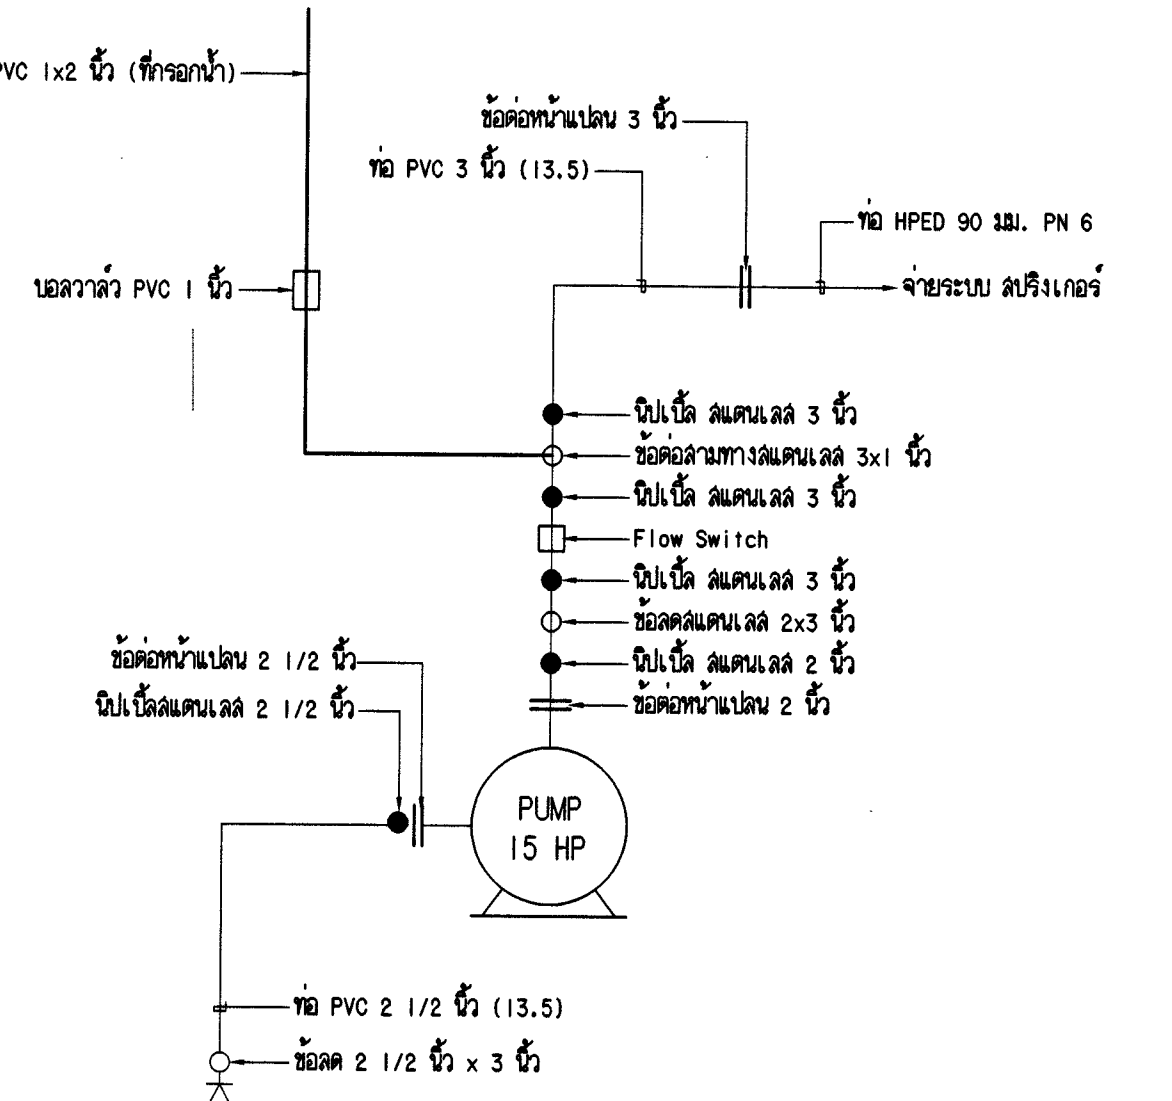 PVC 1x2 นิ้ว (ที่กรอกน้ำ)
ข้อต่อหน้าแปลน 3 นิ้ว
ท่อ PVC 3 นิ้ว (13.5)
ท่อ HPED 90 มม. PN 6
บอลวาล์ว PVC 1 นิ้ว
จ่ายระบบ สปริงเกอร์
นิปเปิ้ล สแตนเลส 3 นิ้ว
ข้อต่อสามทางสแตนเลส 3x1 นิ้ว
นิปเปิ้ล สแตนเลส 3 นิ้ว
Flow Switch
นิปเปิ้ล สแตนเลส 3 นิ้ว
ข้อลดสแตนเลส 2x3 นิ้ว
นิปเปิ้ล สแตนเลส 2 นิ้ว
ข้อต่อหน้าแปลน 2 นิ้ว
ข้อต่อหน้าแปลน 2 1/2 นิ้ว
นิปเปิ้ลสแตนเลส 2 1/2 นิ้ว
PUMP
15 HP
ท่อ PVC 2 1/2 นิ้ว (13.5)
ข้อลด 2 1/2 นิ้ว x 3 นิ้ว